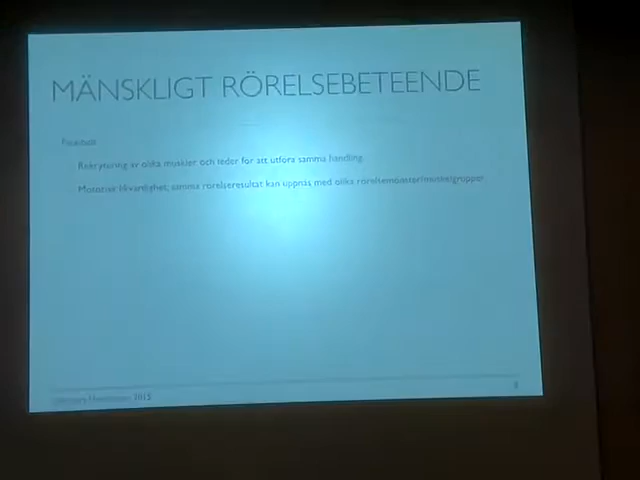 MÄNSKLIGT RÖRELSEBETEENDE
Rekrytering av olika muskler och leder för att utföra samma handling
Motorisk likvärdighet, samma rörelseresultat kan uppnås med olika rörelsemönster/muskelgrupper
2015